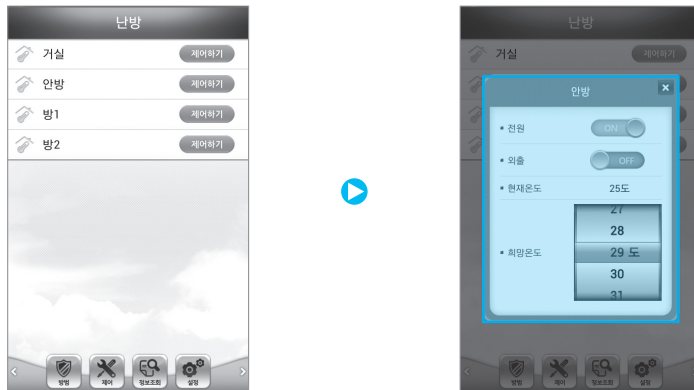 난방
거실 제어하기
안방 제어하기
방1 제어하기
방2 제어하기
방범 제어 정보조회 설정
난방
거실 제어하기
안방
전원 ON
외출 OFF
현재온도 25도
27
28
희망온도 29 도
30
31
방범 제어 정보조회 설정